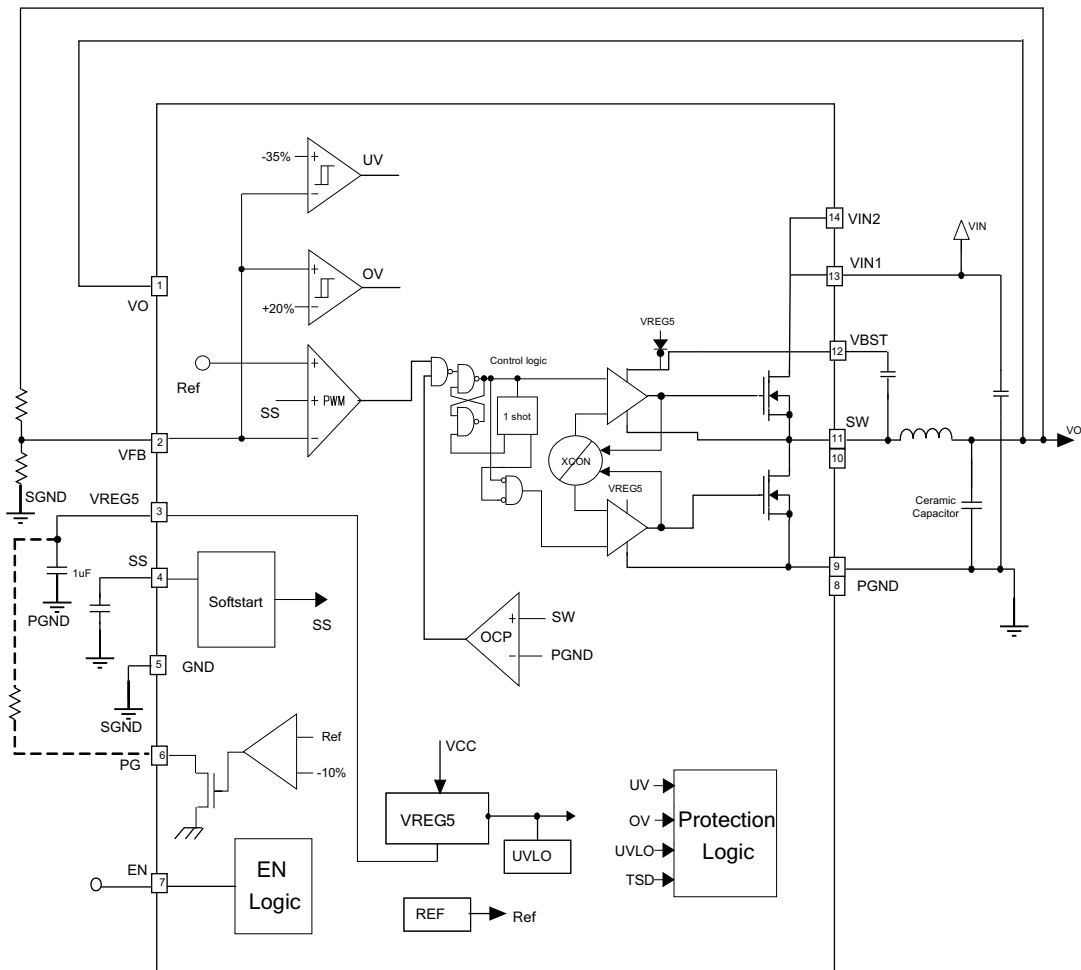 -35%
+
−
UV
14
VIN2
VIN
+
−
OV
+20%
13
VIN1
1
VO
VREG5
12
VBST
Ref
+
SS
+
PWM
−
Control logic
1 shot
2
VFB
11
SW
10
VO
XCON
SGND
VREG5
VREG5
3
Ceramic
Capacitor
1uF
SS
4
Softstart
SS
PGND
9
8
PGND
OCP
+
SW
−
PGND
5
GND
SGND
PG
6
Ref
-10%
VCC
VREG5
UVLO
UV
OV
UVLO
TSD
Protection
Logic
EN
7
EN
Logic
REF
Ref